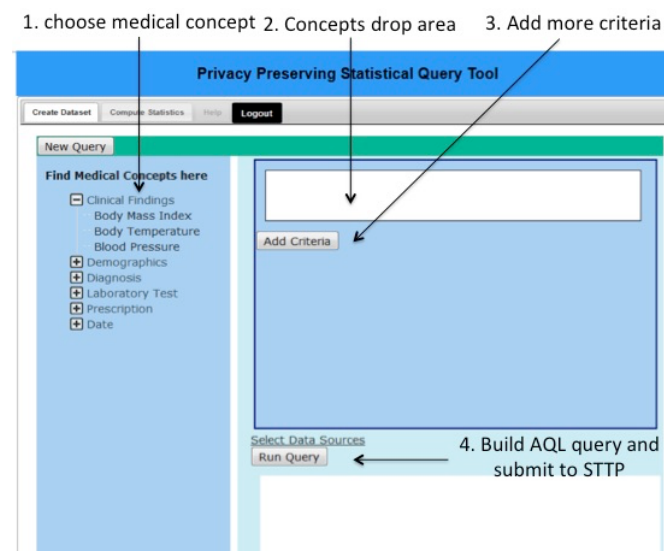 1. choose medical concept 2. Concepts drop area 3. Add more criteria
Privacy Preserving Statistical Query Tool
Create Dataset Compute Statistics Help Logout
New Query
Find Medical Concepts here
Clinical Findings
Body Mass Index
Body Temperature
Blood Pressure
Demographics
Diagnosis
Laboratory Test
Prescription
Date
Add Criteria
Select Data Sources
Run Query
4. Build AQL query and
submit to STTP